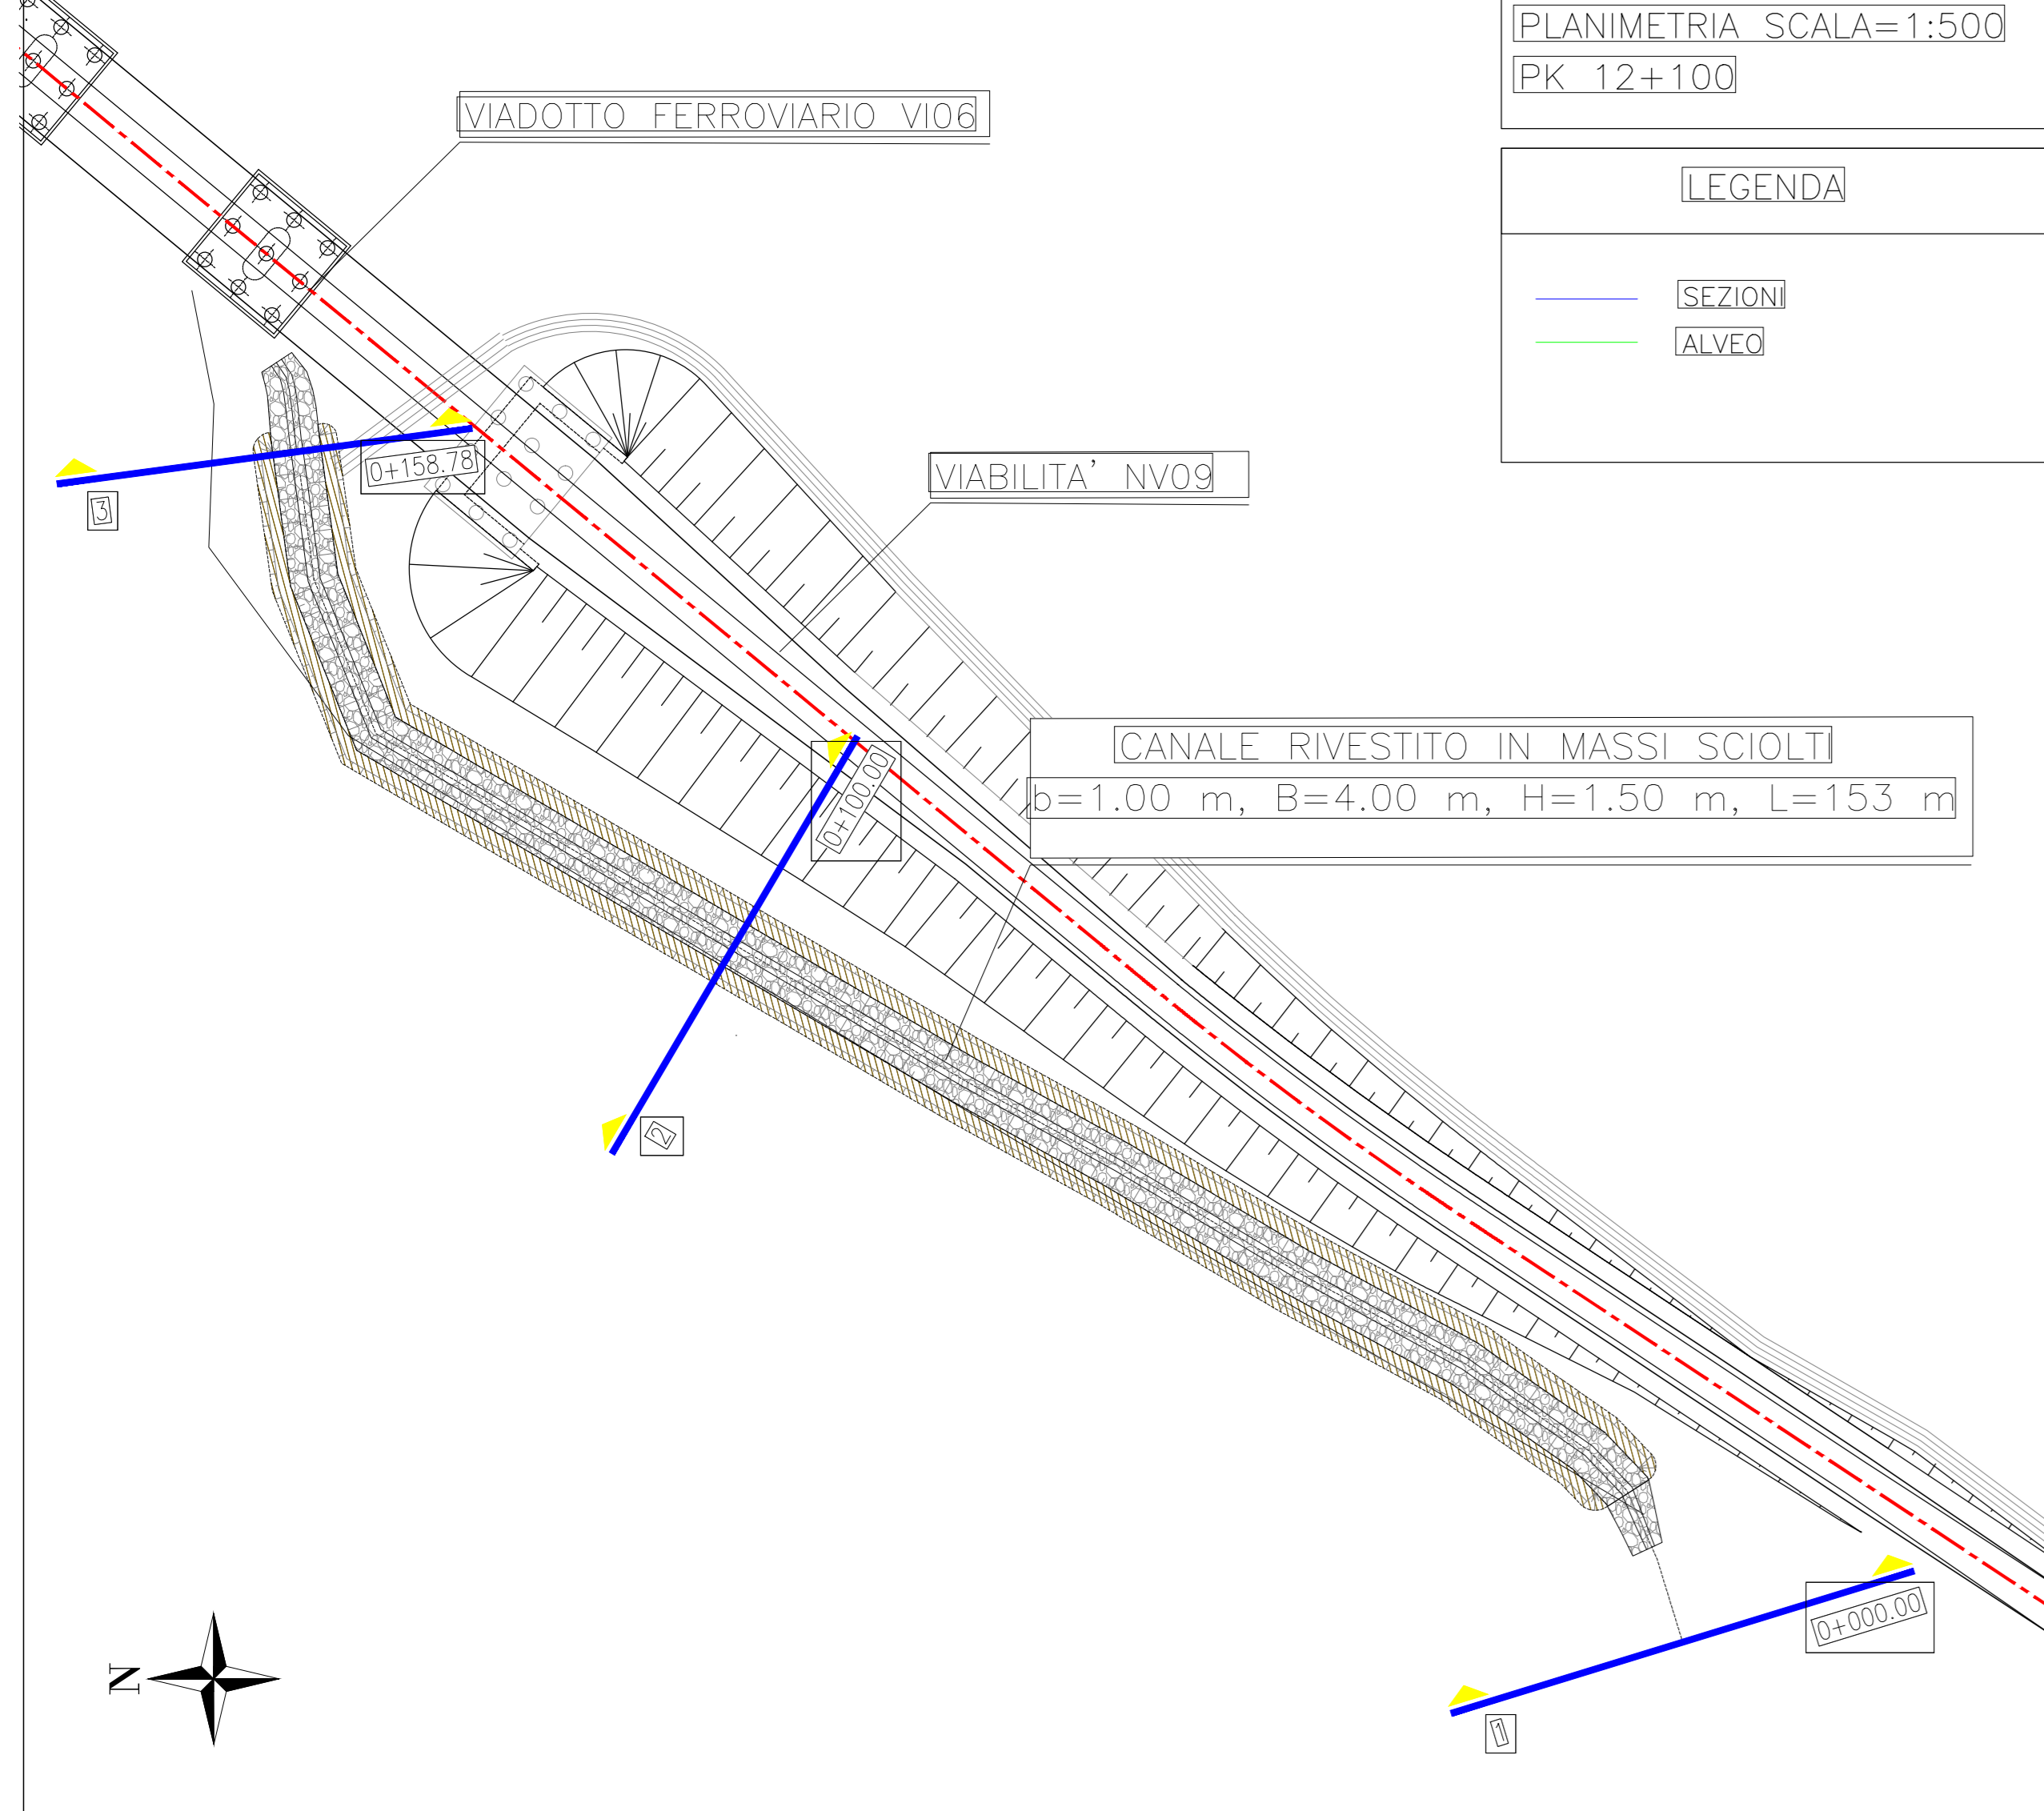 PLANIMETRIA SCALA=1:500
PK 12+100
VIADOTTO FERROVIARIO VI06
LEGENDA
SEZIONI
ALVEO
0+158.78
3
VIABILITA' NV09
CANALE RIVESTITO IN MASSI SCIOLTI
b=1.00 m, B=4.00 m, H=1.50 m, L=153 m
0+100.00
2
0+000.00
N
1